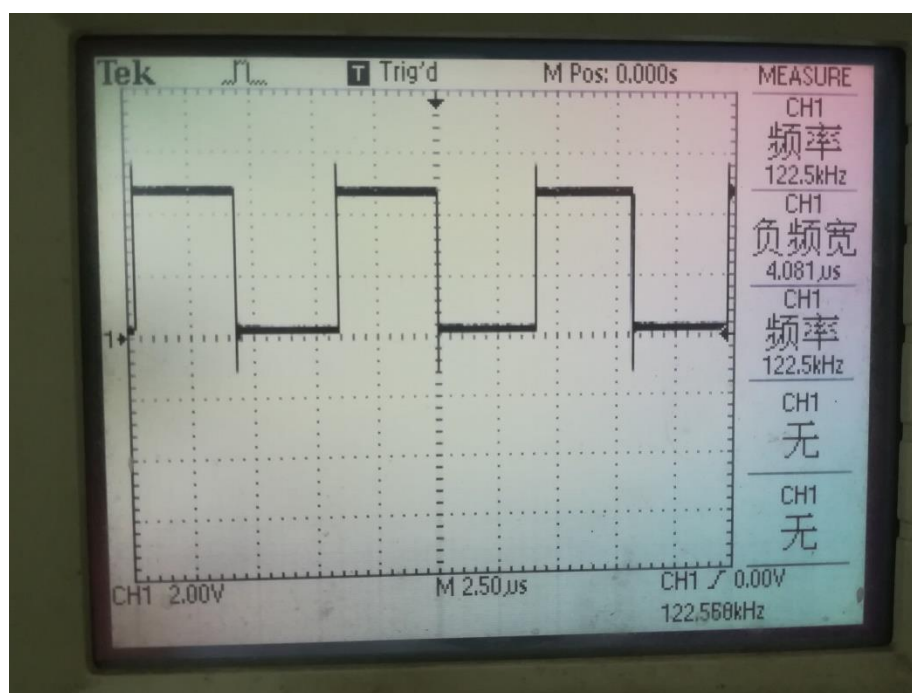 Tek T Trig'd M Pos: 0.000s MEASURE
CH1
频率
122.5kHz
CH1
负频宽
4.081µs
CH1
频率
122.5kHz
CH1
无
CH1
无
1
CH1 2.00V M 2.50µs CH1 0.00V
122.568kHz